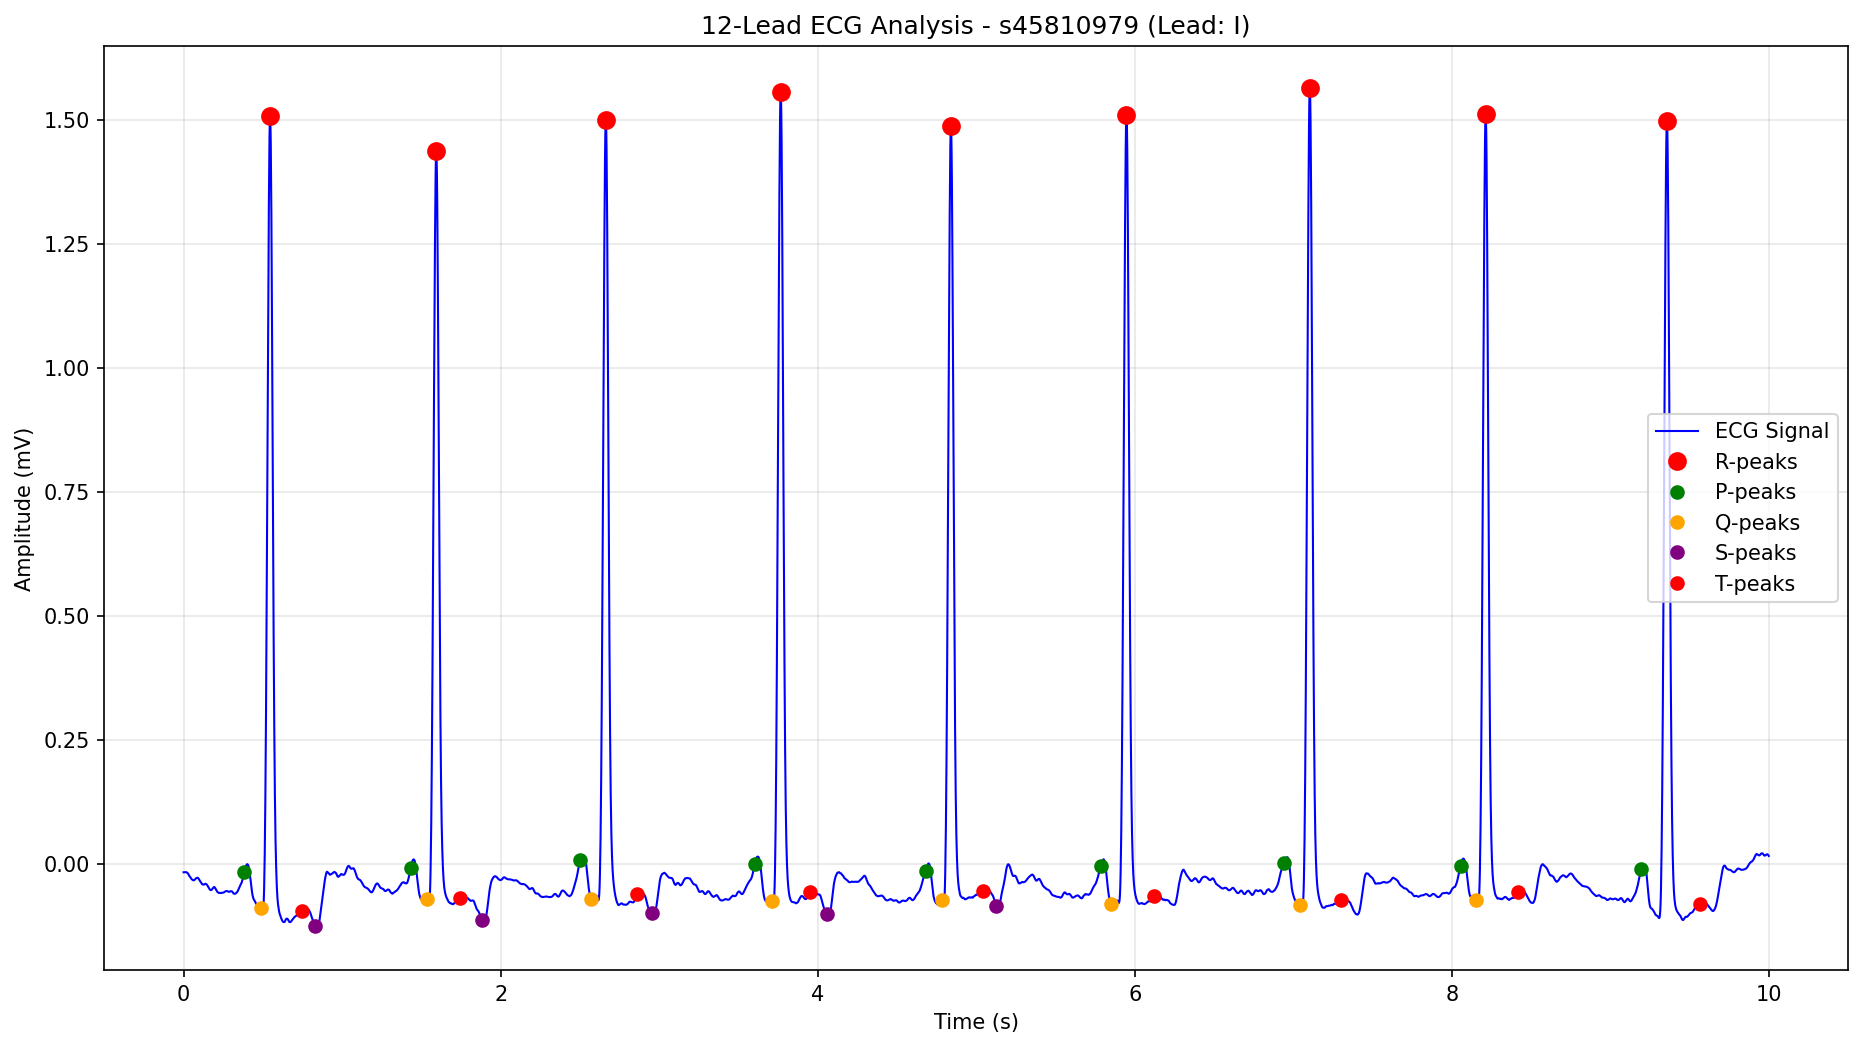 12-Lead ECG Analysis - s45810979 (Lead: I)
Amplitude (mV)
1.50
1.25
1.00
0.75
0.50
0.25
0.00
ECG Signal
R-peaks
P-peaks
Q-peaks
S-peaks
T-peaks
0 2 4 6 8 10
Time (s)